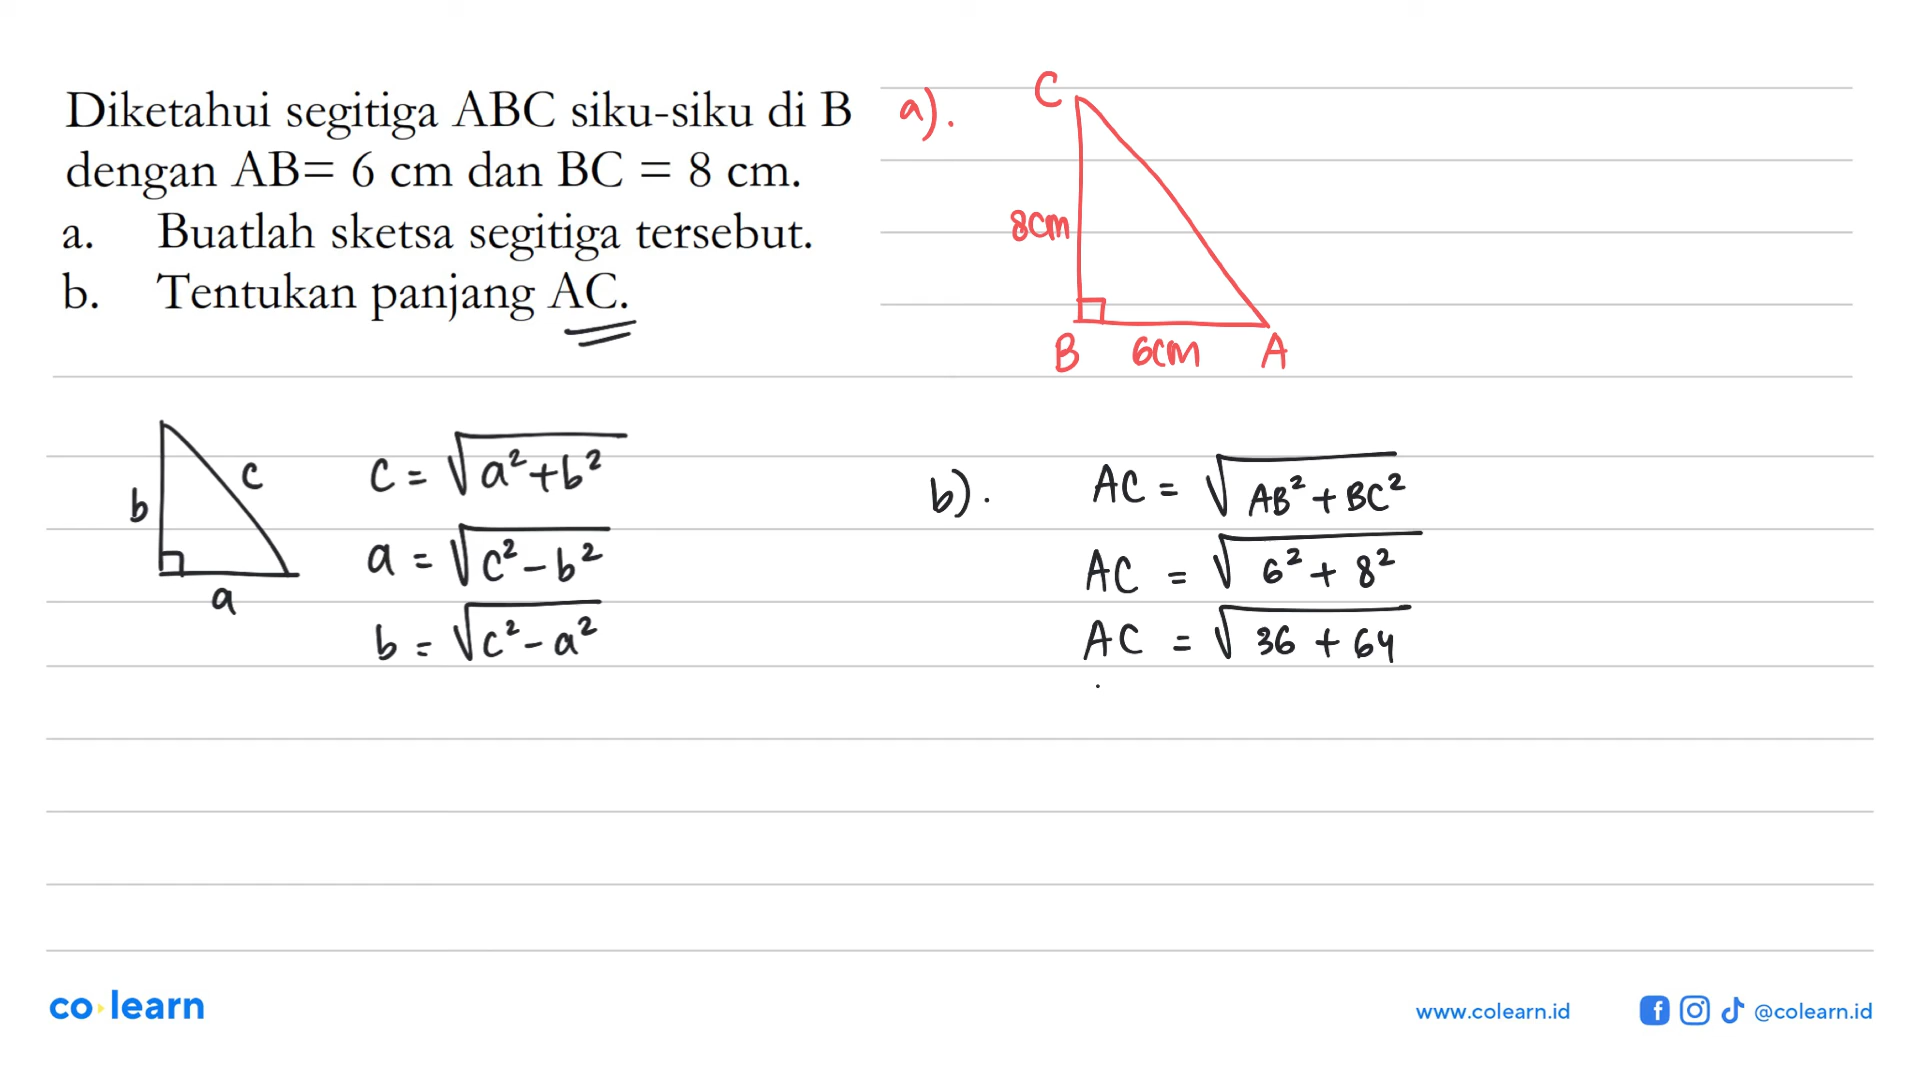 Diketahui segitiga ABC siku-siku di B
dengan AB= 6 cm dan BC = 8 cm.
a. Buatlah sketsa segitiga tersebut.
b. Tentukan panjang AC.
a).
C
8cm
B 6cm A
b
c
a
c = √a²+b²
a = √c²-b²
b = √c²-a²
b). AC = √AB²+BC²
AC = √6²+8²
AC = √36+64
co learn
www.colearn.id
@colearn.id